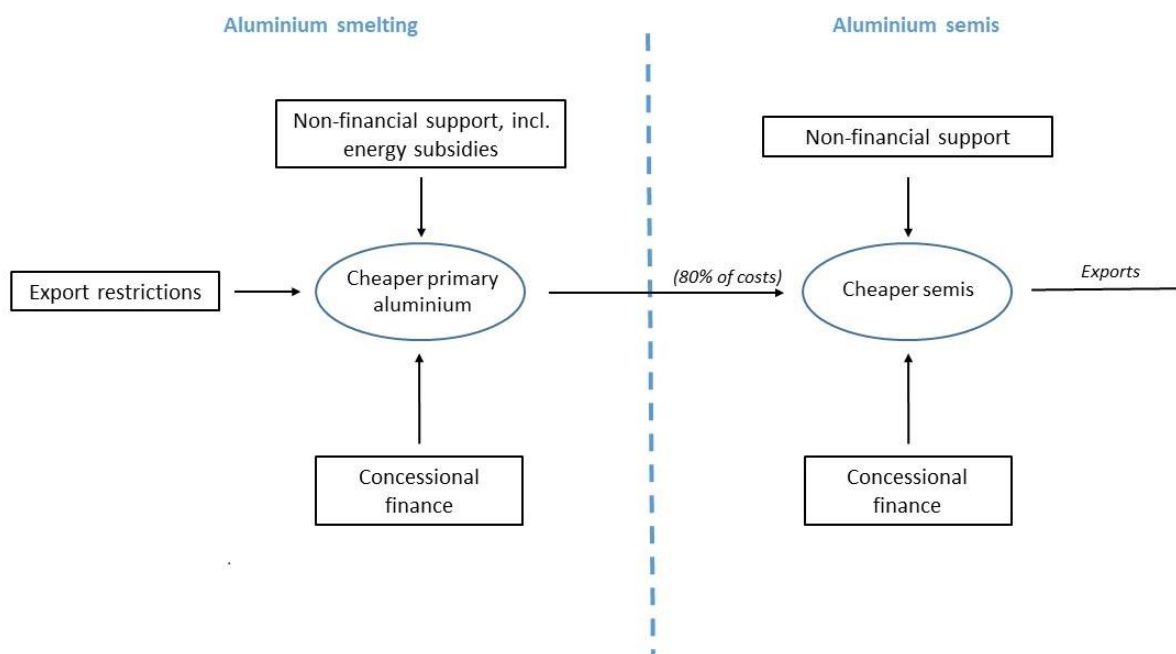 Aluminium smelting
Aluminium semis
Non-financial support, incl.
energy subsidies
Non-financial support
Export restrictions
Cheaper primary
aluminium
(80% of costs)
Cheaper semis
Exports
Concessional
finance
Concessional
finance
.